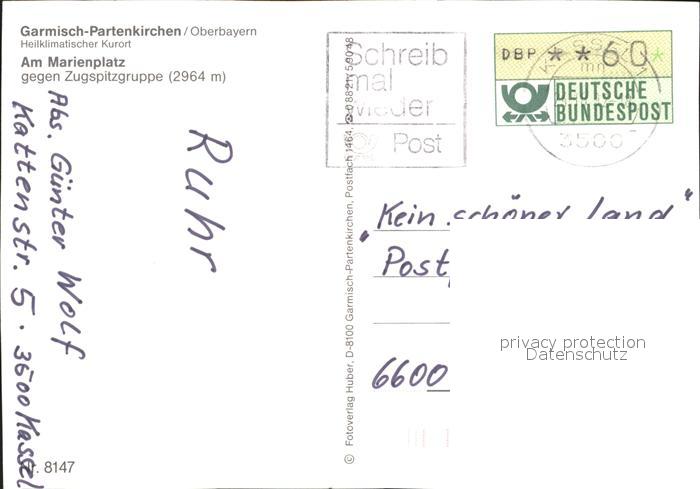 Garmisch-Partenkirchen / Oberbayern
Heilklimatischer Kurort
Am Marienplatz
gegen Zugspitzgruppe (2964 m)
Abs. Günter Wolf
Kattenstr. 5 · 3500 Kassel
Ruhr
Nr. 8147
© Fotoverlag Huber, D-8100 Garmisch-Partenkirchen, Postfach 1464,
Schreib
mal
wieder
Post
DBP * * 60 *
DEUTSCHE
BUNDESPOST
3500
"Kein schöner Land"
6600
privacy protection
Datenschutz